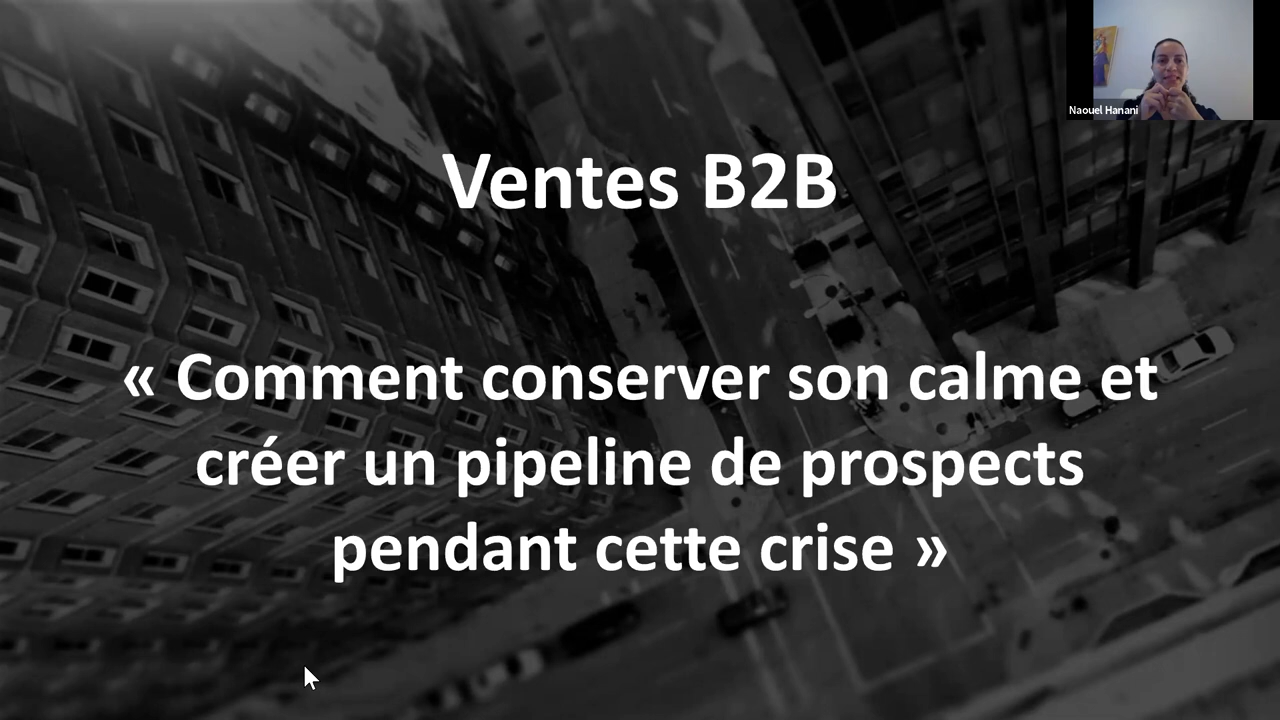 Naouel Hanani
Ventes B2B
« Comment conserver son calme et
créer un pipeline de prospects
pendant cette crise »